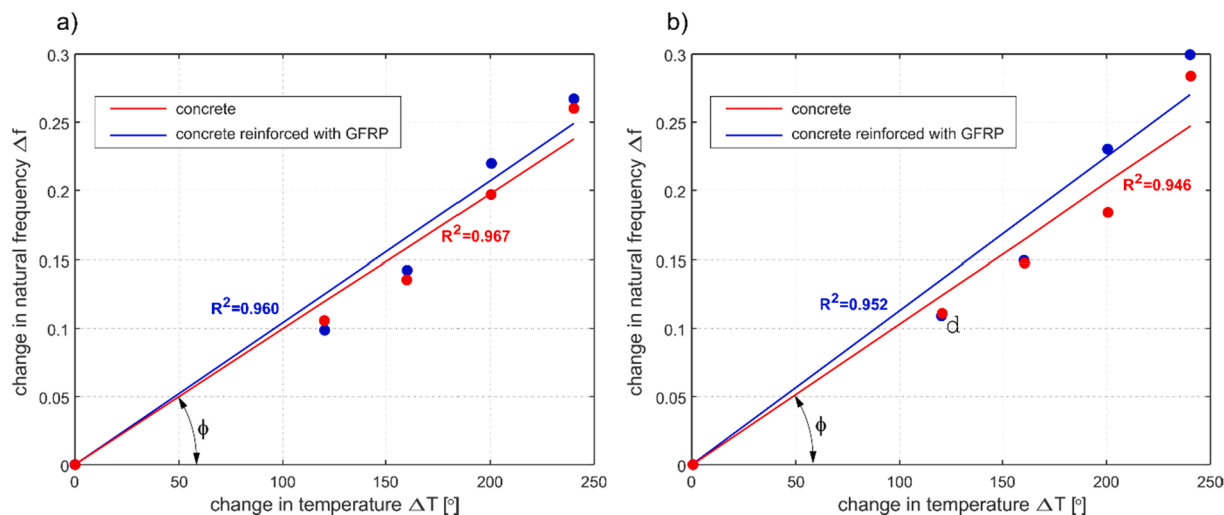 a)
0.3
0.25
0.2
0.15
0.1
0.05
0
change in natural frequency Δf
concrete
concrete reinforced with GFRP
R²=0.967
R²=0.960
ϕ
0 50 100 150 200 250
change in temperature ΔT [°]
b)
0.3
0.25
0.2
0.15
0.1
0.05
0
change in natural frequency Δf
concrete
concrete reinforced with GFRP
R²=0.946
R²=0.952
d
ϕ
0 50 100 150 200 250
change in temperature ΔT [°]